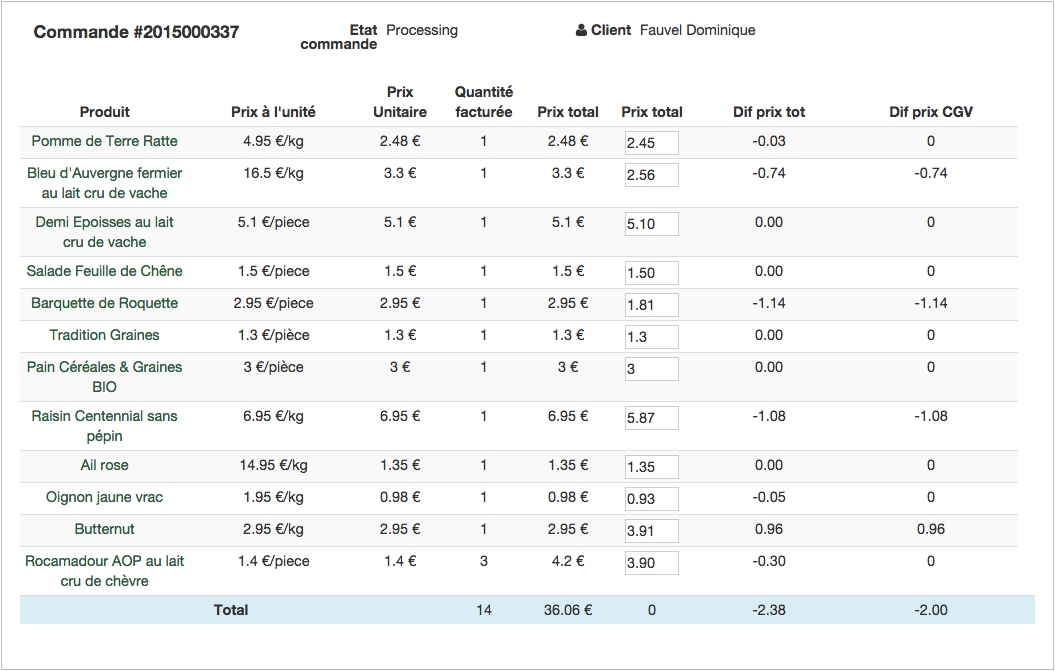 Commande #2015000337 Etat commande Processing Client Fauvel Dominique
Produit Prix à l'unité Prix Unitaire Quantité facturée Prix total Prix total Dif prix tot Dif prix CGV
Pomme de Terre Ratte 4.95 €/kg 2.48 € 1 2.48 € 2.45 -0.03 0
Bleu d'Auvergne fermier 16.5 €/kg 3.3 € 1 3.3 € 2.56 -0.74 -0.74
au lait cru de vache
Demi Epoisses au lait 5.1 €/piece 5.1 € 1 5.1 € 5.10 0.00 0
cru de vache
Salade Feuille de Chêne 1.5 €/piece 1.5 € 1 1.5 € 1.50 0.00 0
Barquette de Roquette 2.95 €/piece 2.95 € 1 2.95 € 1.81 -1.14 -1.14
Tradition Graines 1.3 €/pièce 1.3 € 1 1.3 € 1.3 0.00 0
Pain Céréales & Graines 3 €/pièce 3 € 1 3 € 3 0.00 0
BIO
Raisin Centennial sans 6.95 €/kg 6.95 € 1 6.95 € 5.87 -1.08 -1.08
pépin
Ail rose 14.95 €/kg 1.35 € 1 1.35 € 1.35 0.00 0
Oignon jaune vrac 1.95 €/kg 0.98 € 1 0.98 € 0.93 -0.05 0
Butternut 2.95 €/kg 2.95 € 1 2.95 € 3.91 0.96 0.96
Rocamadour AOP au lait 1.4 €/piece 1.4 € 3 4.2 € 3.90 -0.30 0
cru de chèvre
Total 14 36.06 € 0 -2.38 -2.00